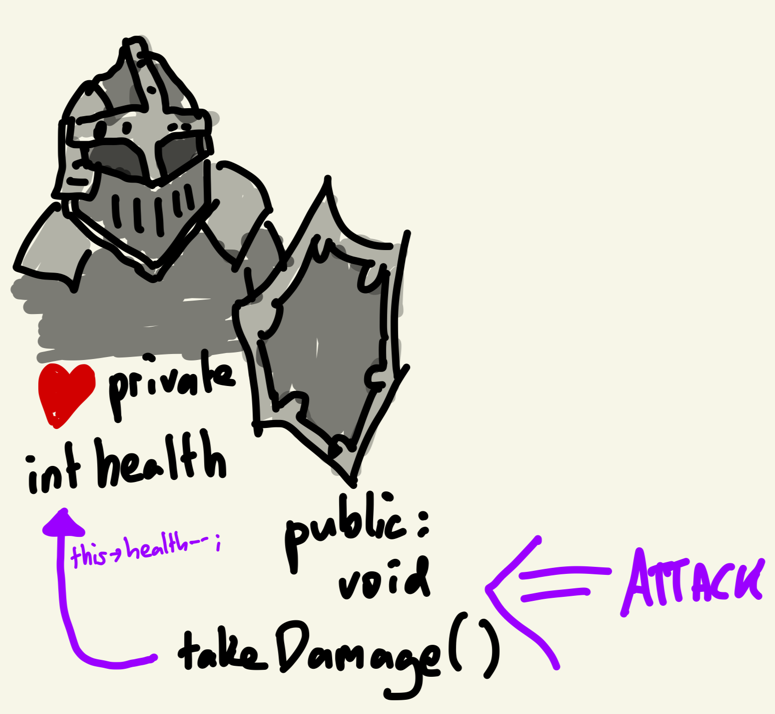 private
int health
this→health--;
public:
void
takeDamage()
ATTACK